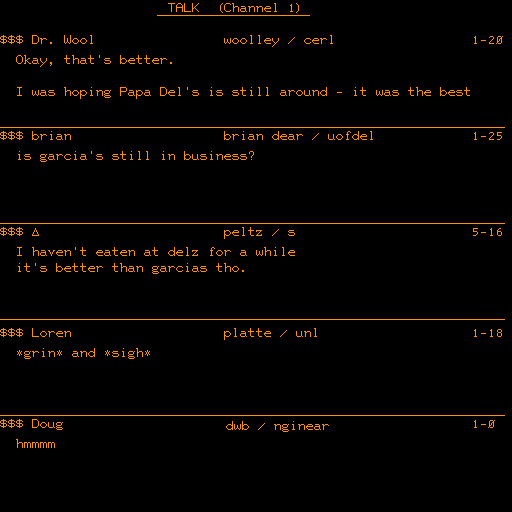 TALK (Channel 1)
$$$ Dr. Wool woolley / cerl 1-20
Okay, that's better.
I was hoping Papa Del's is still around - it was the best
$$$ brian brian dear / uofdel 1-25
is garcia's still in business?
$$$ Δ peltz / s 5-16
I haven't eaten at delz for a while
it's better than garcias tho.
$$$ Loren platte / unl 1-18
*grin* and *sigh*
$$$ Doug dwb / nginear 1-0
hmmmm